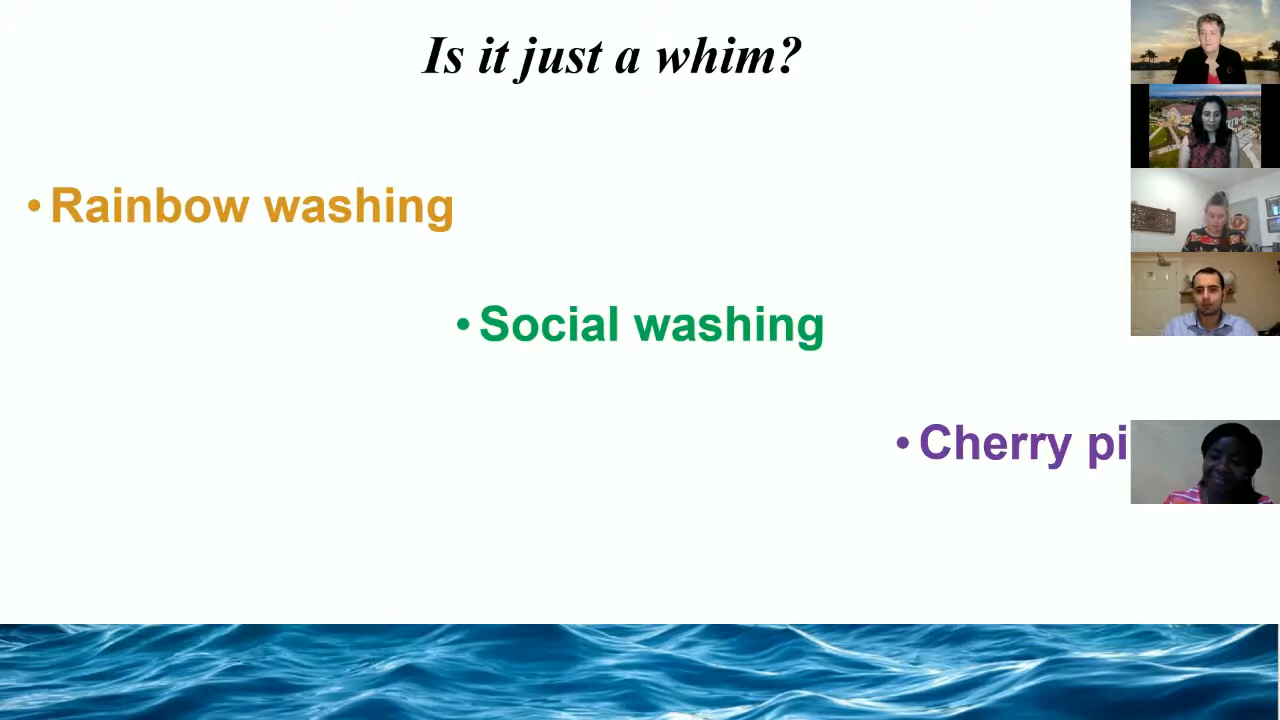 Is it just a whim?
• Rainbow washing
• Social washing
• Cherry pi